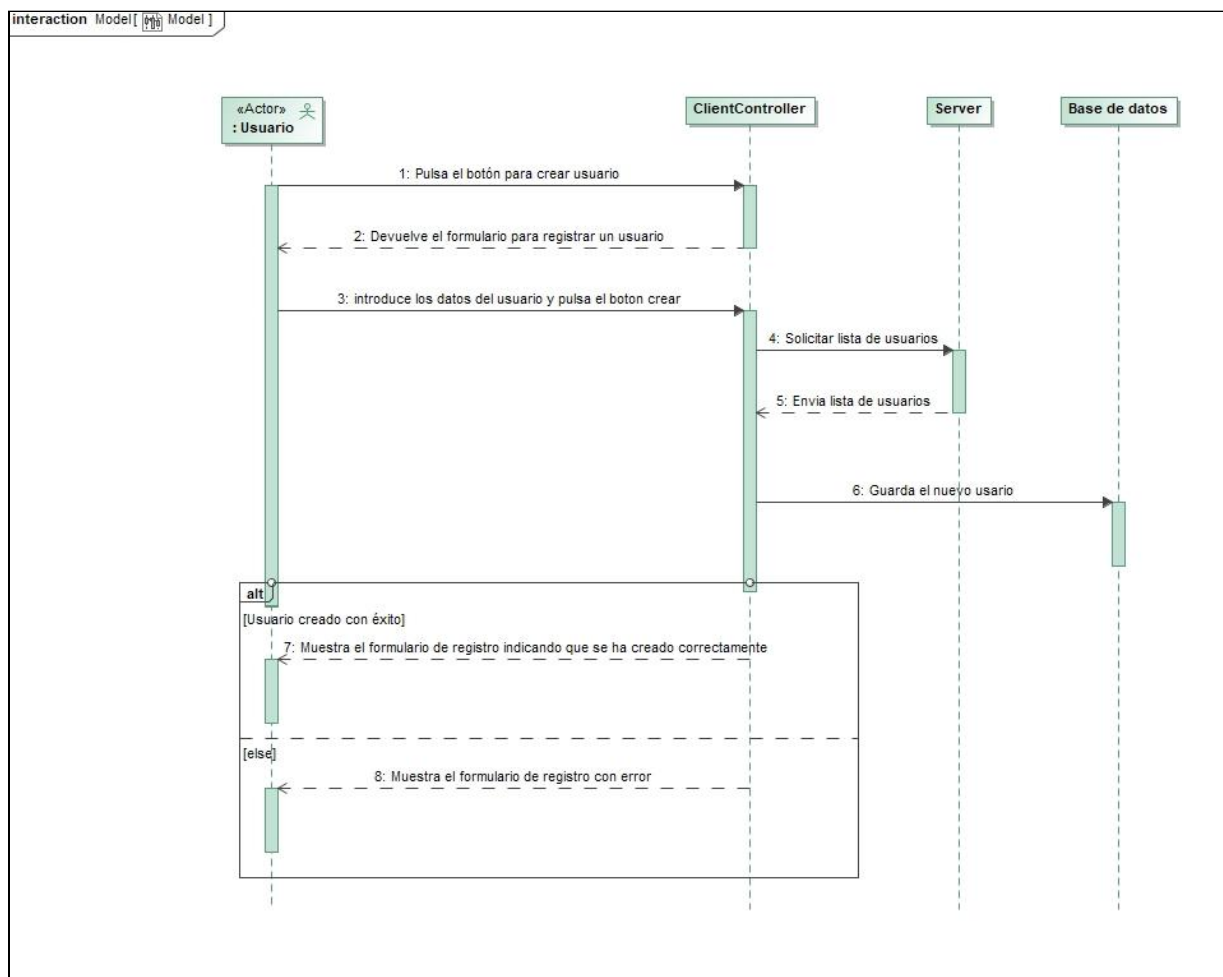 interaction Model[ Model ]
«Actor»
: Usuario
ClientController
Server
Base de datos
1: Pulsa el botón para crear usuario
2: Devuelve el formulario para registrar un usuario
3: introduce los datos del usuario y pulsa el boton crear
4: Solicitar lista de usuarios
5: Envia lista de usuarios
6: Guarda el nuevo usario
alt
[Usuario creado con éxito]
7: Muestra el formulario de registro indicando que se ha creado correctamente
[else]
8: Muestra el formulario de registro con error